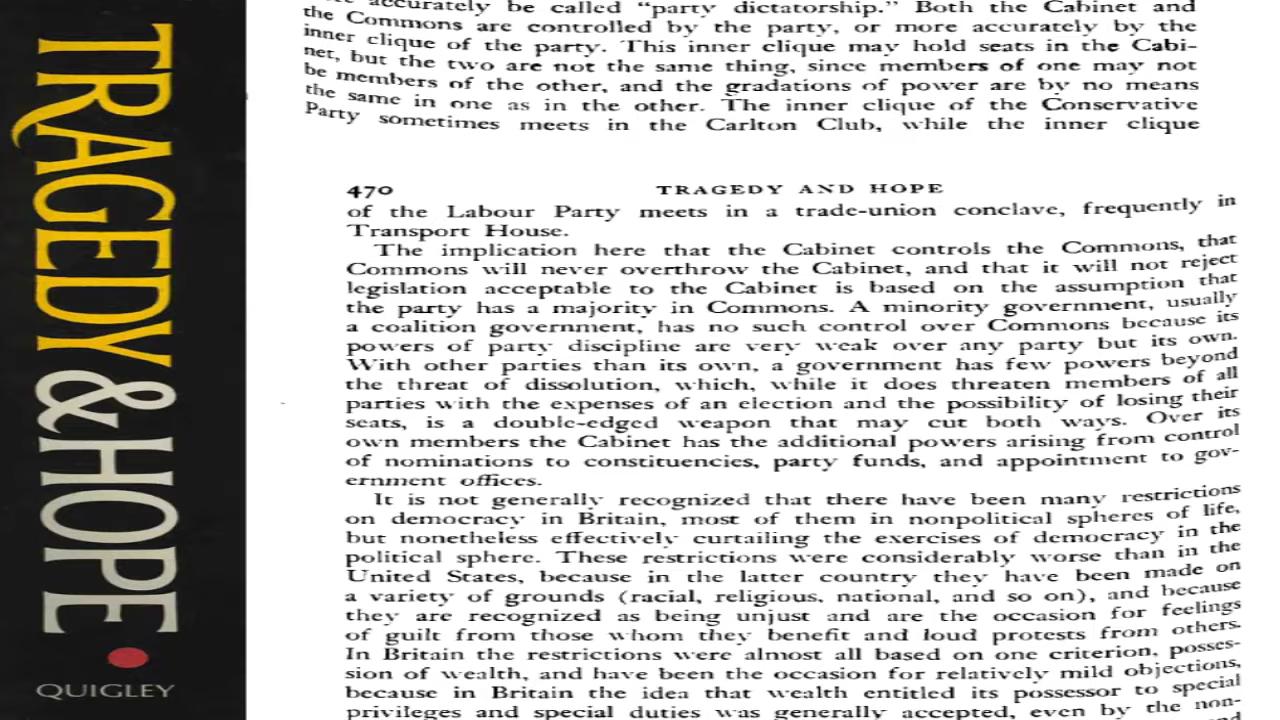 TRAGEDY & HOPE
QUIGLEY
accurately be called “party dictatorship.” Both the Cabinet and
the Commons are controlled by the party, or more accurately by the
inner clique of the party. This inner clique may hold seats in the Cabi-
net, but the two are not the same thing, since members of one may not
be members of the other, and the gradations of power are by no means
the same in one as in the other. The inner clique of the Conservative
Party sometimes meets in the Carlton Club, while the inner clique
470 TRAGEDY AND HOPE
of the Labour Party meets in a trade-union conclave, frequently in
Transport House.
The implication here that the Cabinet controls the Commons, that
Commons will never overthrow the Cabinet, and that it will not reject
legislation acceptable to the Cabinet is based on the assumption that
the party has a majority in Commons. A minority government, usually
a coalition government, has no such control over Commons because its
powers of party discipline are very weak over any party but its own.
With other parties than its own, a government has few powers beyond
the threat of dissolution, which, while it does threaten members of all
parties with the expenses of an election and the possibility of losing their
seats, is a double-edged weapon that may cut both ways. Over its
own members the Cabinet has the additional powers arising from control
of nominations to constituencies, party funds, and appointment to gov-
ernment offices.
It is not generally recognized that there have been many restrictions
on democracy in Britain, most of them in nonpolitical spheres of life,
but nonetheless effectively curtailing the exercises of democracy in the
political sphere. These restrictions were considerably worse than in the
United States, because in the latter country they have been made on
a variety of grounds (racial, religious, national, and so on), and because
they are recognized as being unjust and are the occasion for feelings
of guilt from those whom they benefit and loud protests from others.
In Britain the restrictions were almost all based on one criterion, posses-
sion of wealth, and have been the occasion for relatively mild objections,
because in Britain the idea that wealth entitled its possessor to special
privileges and special duties was generally accepted, even by the non-